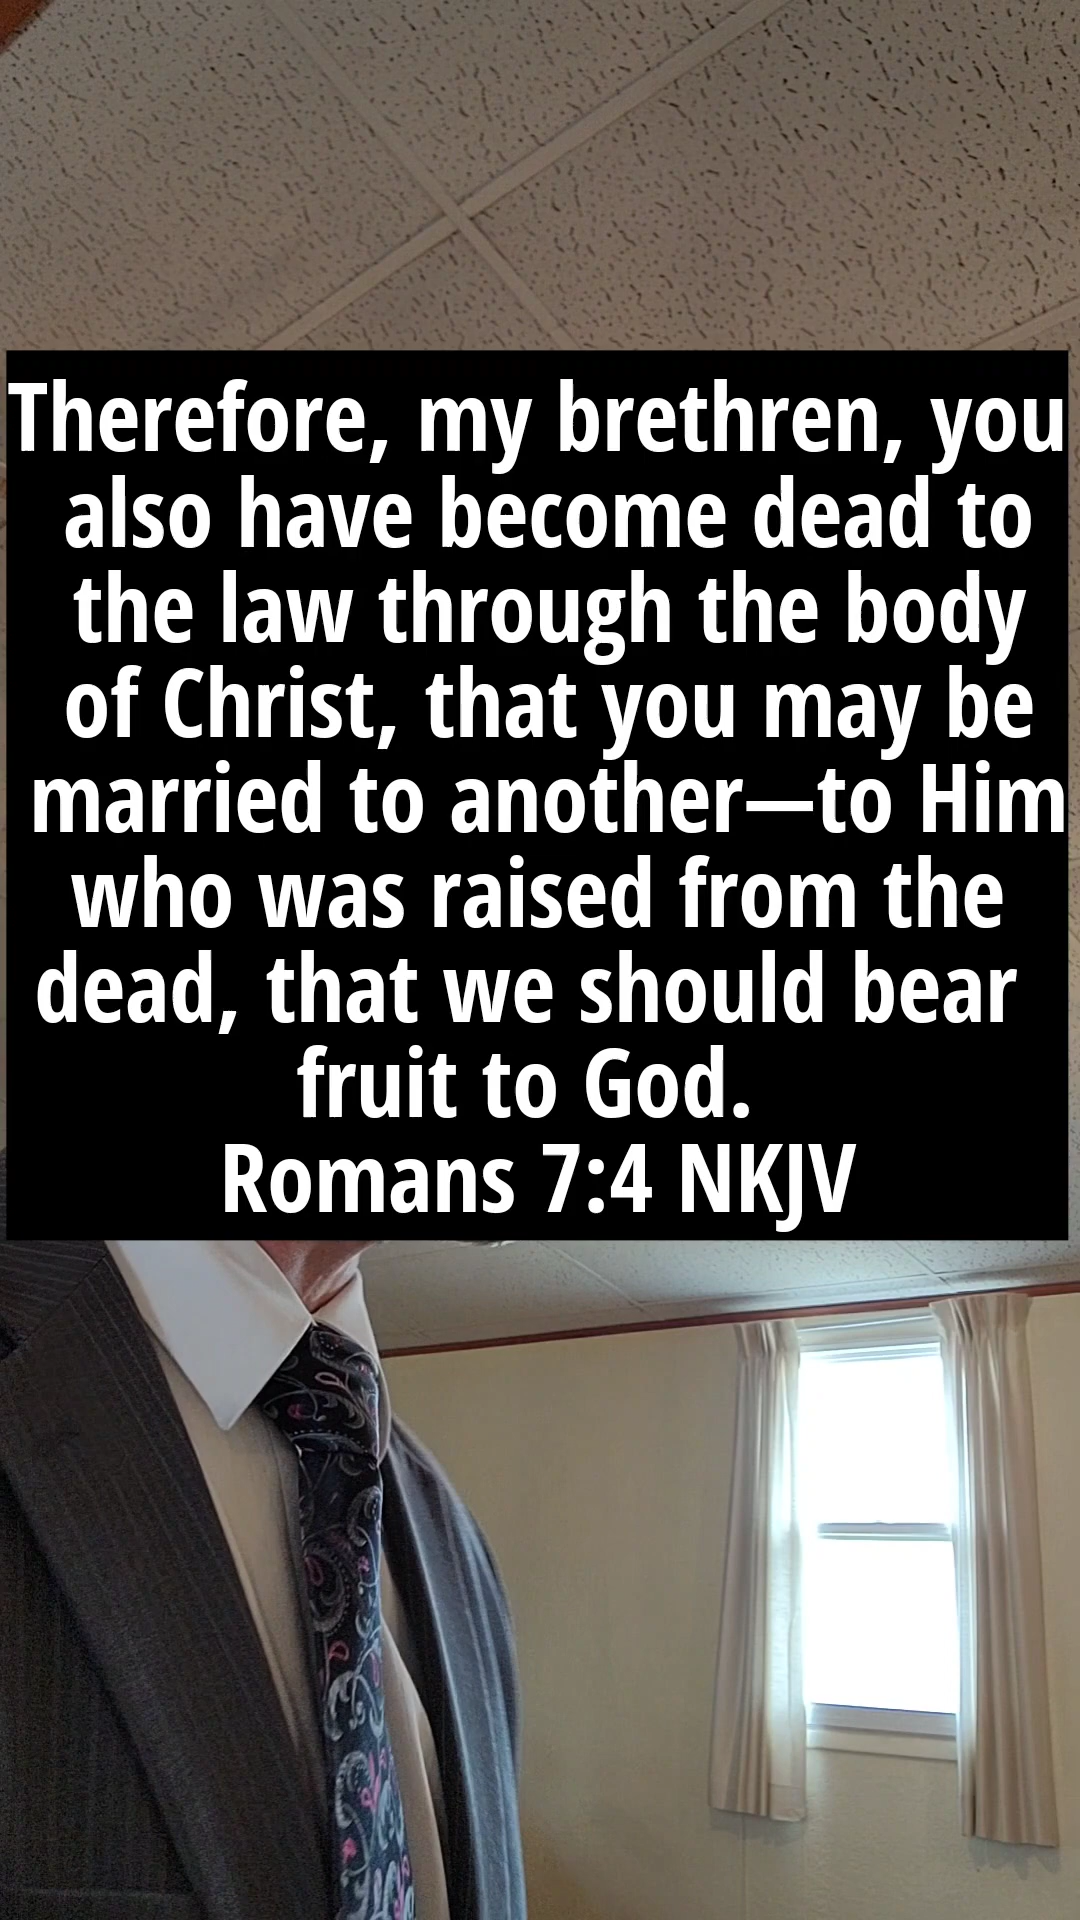 Therefore, my brethren, you
also have become dead to
the law through the body
of Christ, that you may be
married to another—to Him
who was raised from the
dead, that we should bear
fruit to God.
Romans 7:4 NKJV